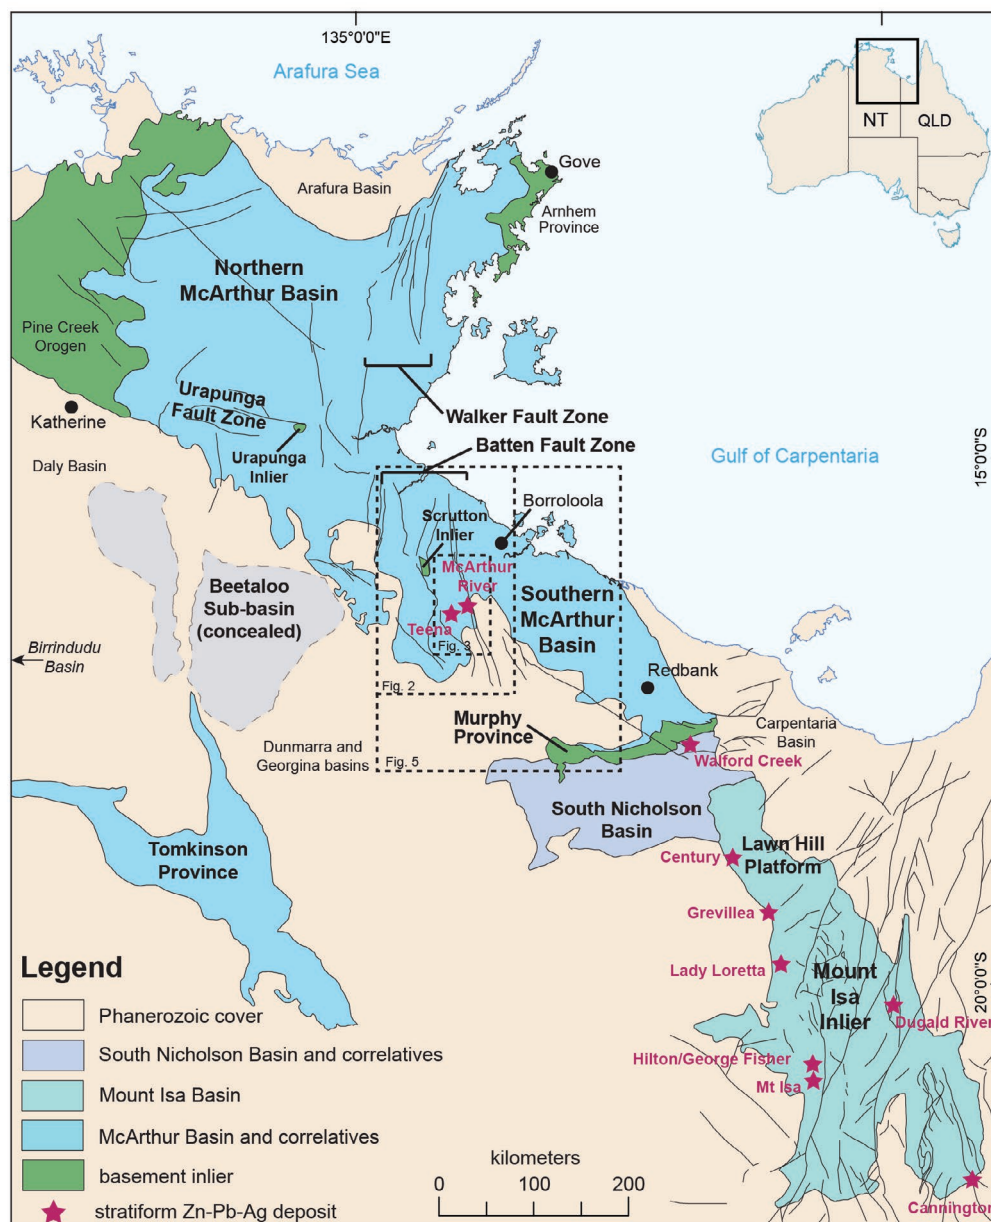 135°0'0"E
Arafura Sea
NT
QLD
Gove
Arafura Basin
Arnhem
Province
Northern
McArthur Basin
Pine Creek
Orogen
Urapunga
Fault Zone
Walker Fault Zone
Katherine
Batten Fault Zone
Urapunga
Inlier
Daly Basin
Gulf of Carpentaria
15°0'0"S
Scrutton
Inlier
Borroloola
McArthur
River
Beetaloo
Sub-basin
(concealed)
Southern
McArthur
Basin
Teena
Fig. 3
Birrindudu
Basin
Redbank
Fig. 2
Murphy
Province
Carpentaria
Basin
Dunmarra and
Georgina basins
Fig. 5
Walford Creek
South Nicholson
Basin
Tomkinson
Province
Century
Lawn Hill
Platform
Grevillea
Lady Loretta
Mount
Isa
Inlier
20°0'0"S
Dugald River
Hilton/George Fisher
Mt Isa
Cannington
Legend
Phanerozoic cover
South Nicholson Basin and correlatives
Mount Isa Basin
McArthur Basin and correlatives
basement inlier
stratiform Zn-Pb-Ag deposit
kilometers
0 100 200